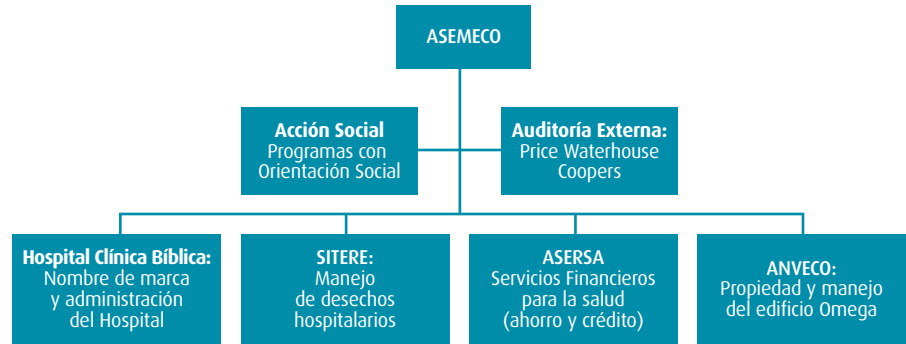 ASEMECO
Acción Social
Programas con
Orientación Social
Auditoría Externa:
Price Waterhouse
Coopers
Hospital Clínica Bíblica:
Nombre de marca
y administración
del Hospital
SITERE:
Manejo
de desechos
hospitalarios
ASERSA
Servicios Financieros
para la salud
(ahorro y crédito)
ANVECO:
Propiedad y manejo
del edificio Omega